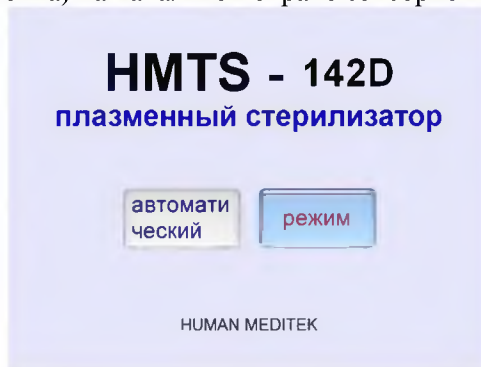 HMTS - 142D
плазменный стерилизатор
автомати
ческий
режим
HUMAN MEDITEK